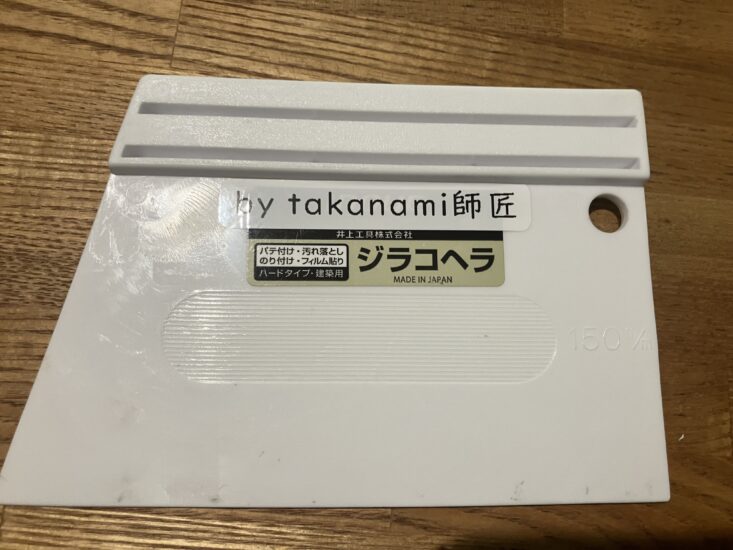 by takanami師匠
井上工具株式会社
パテ付け・汚れ落とし
のり付け・フィルム貼り
ハードタイプ・建築用
ジラコヘラ
MADE IN JAPAN
150㎜